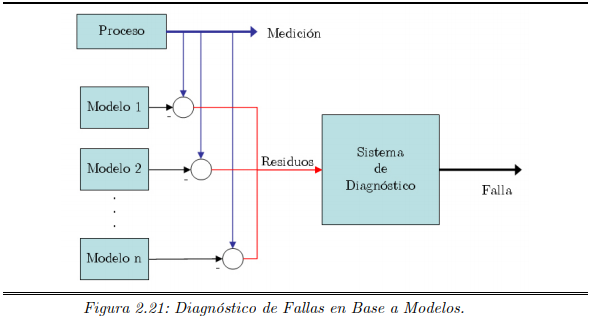 Proceso
Medición
Modelo 1
-
Modelo 2
-
Residuos
Sistema
de
Diagnóstico
Falla
.
.
.
Modelo n
-
Figura 2.21: Diagnóstico de Fallas en Base a Modelos.